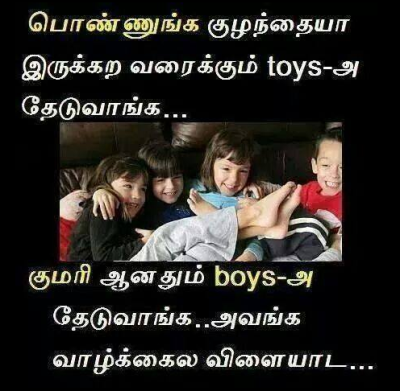 பொண்ணுங்க குழந்தையா
இருக்கற வரைக்கும் toys-அ
தேடுவாங்க...
குமரி ஆனதும் boys-அ
தேடுவாங்க..அவங்க
வாழ்க்கைல விளையாட...